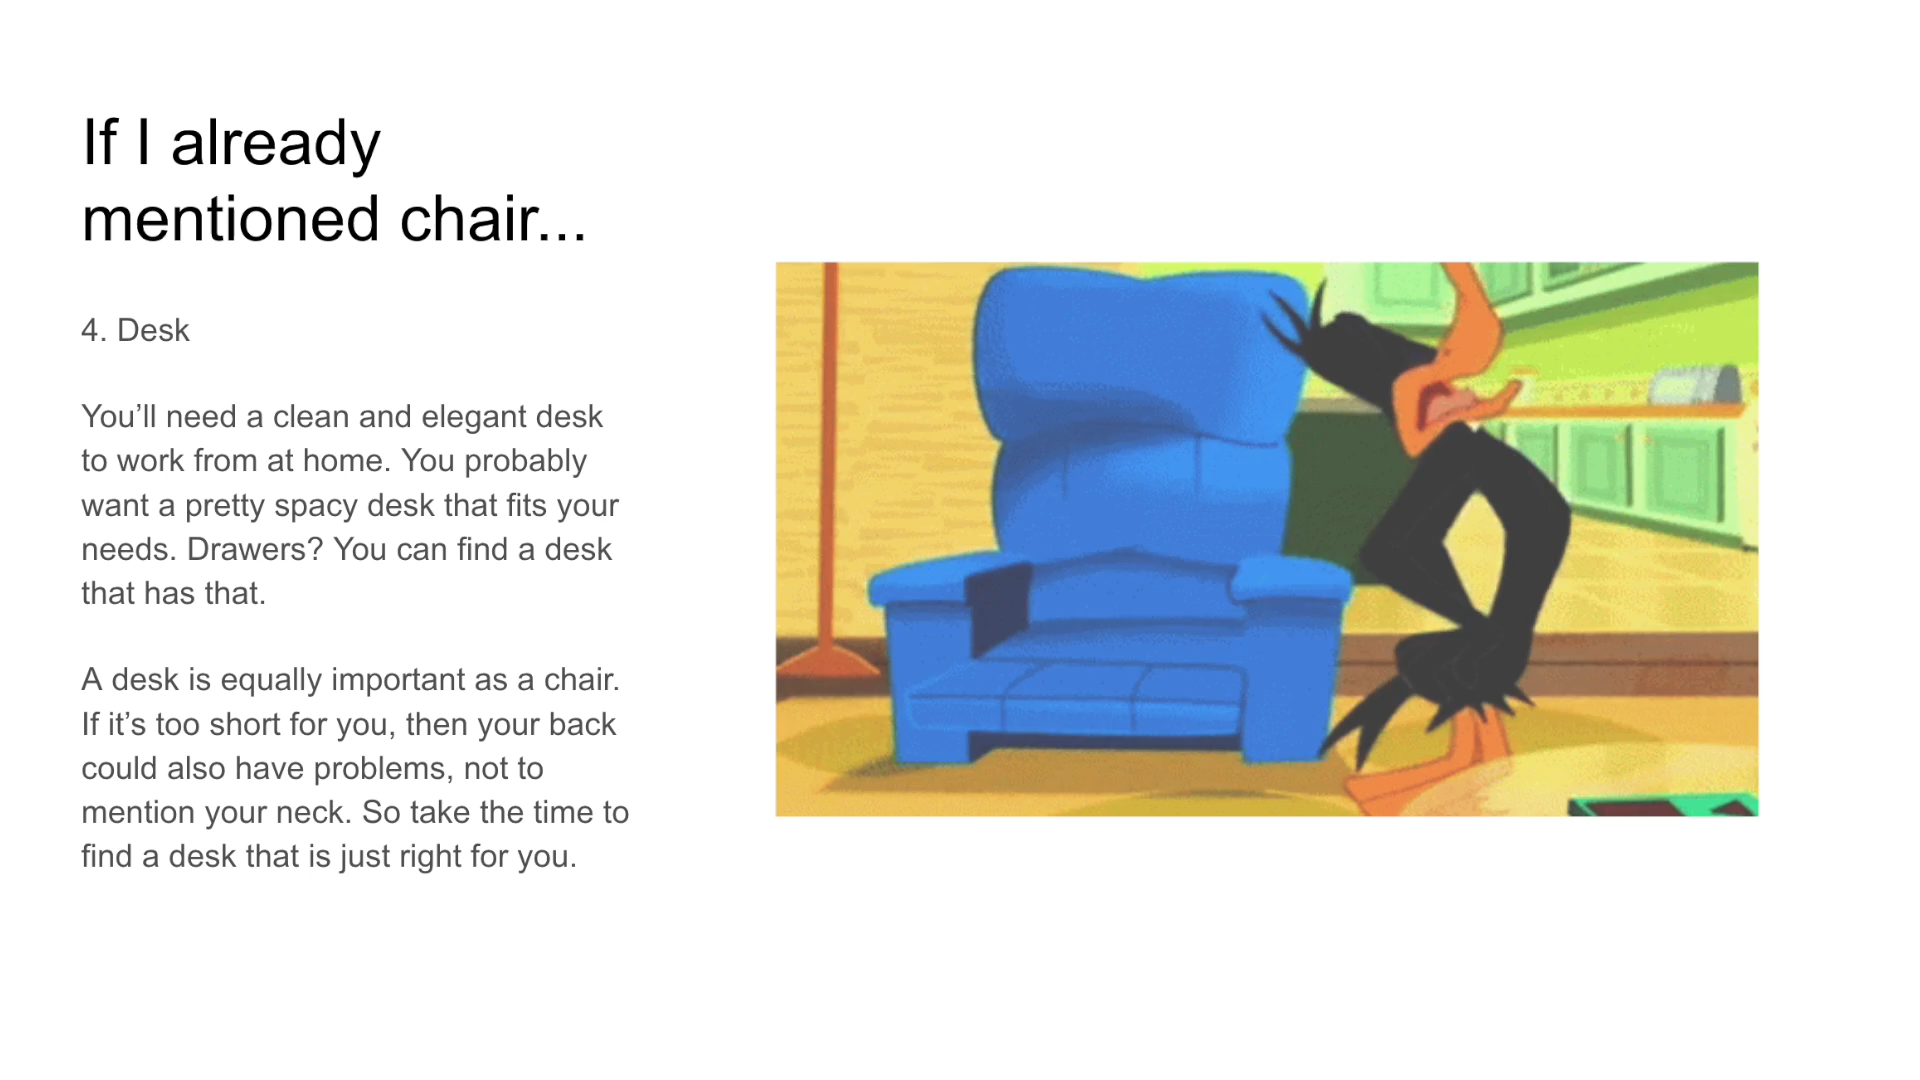 If I already
mentioned chair...
4. Desk
You’ll need a clean and elegant desk
to work from at home. You probably
want a pretty spacy desk that fits your
needs. Drawers? You can find a desk
that has that.
A desk is equally important as a chair.
If it’s too short for you, then your back
could also have problems, not to
mention your neck. So take the time to
find a desk that is just right for you.